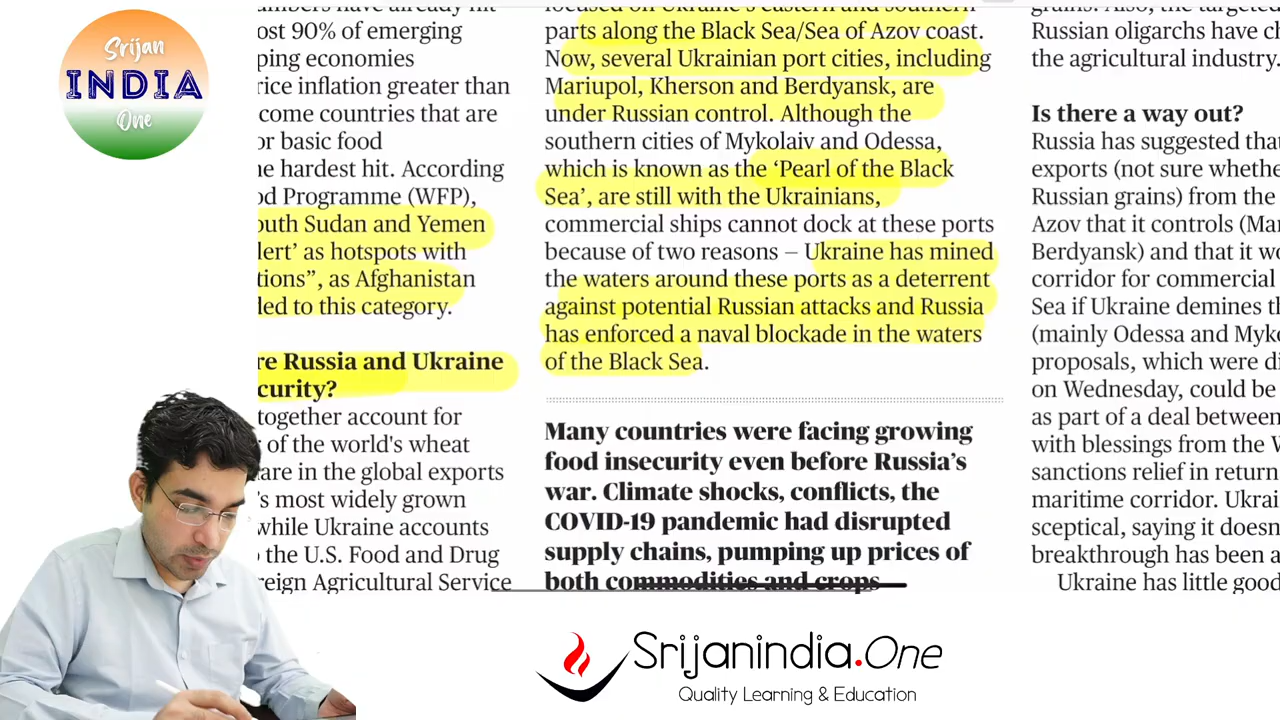 Srijan
INDIA
One
ost 90% of emerging
ping economies
rice inflation greater than
come countries that are
or basic food
he hardest hit. According
od Programme (WFP),
outh Sudan and Yemen
lert’ as hotspots with
tions”, as Afghanistan
ded to this category.
re Russia and Ukraine
curity?
together account for
of the world's wheat
are in the global exports
’s most widely grown
while Ukraine accounts
the U.S. Food and Drug
reign Agricultural Service
focused on Ukraine's eastern and southern
parts along the Black Sea/Sea of Azov coast.
Now, several Ukrainian port cities, including
Mariupol, Kherson and Berdyansk, are
under Russian control. Although the
southern cities of Mykolaiv and Odessa,
which is known as the ‘Pearl of the Black
Sea’, are still with the Ukrainians,
commercial ships cannot dock at these ports
because of two reasons — Ukraine has mined
the waters around these ports as a deterrent
against potential Russian attacks and Russia
has enforced a naval blockade in the waters
of the Black Sea.
Many countries were facing growing
food insecurity even before Russia’s
war. Climate shocks, conflicts, the
COVID-19 pandemic had disrupted
supply chains, pumping up prices of
both commodities and crops
grains. Also, the targeted
Russian oligarchs have ch
the agricultural industry.
Is there a way out?
Russia has suggested that
exports (not sure whethe
Russian grains) from the
Azov that it controls (Mar
Berdyansk) and that it wo
corridor for commercial
Sea if Ukraine demines th
(mainly Odessa and Myko
proposals, which were di
on Wednesday, could be
as part of a deal between
with blessings from the W
sanctions relief in return
maritime corridor. Ukrai
sceptical, saying it doesn
breakthrough has been a
Ukraine has little good
Srijanindia.One
Quality Learning & Education